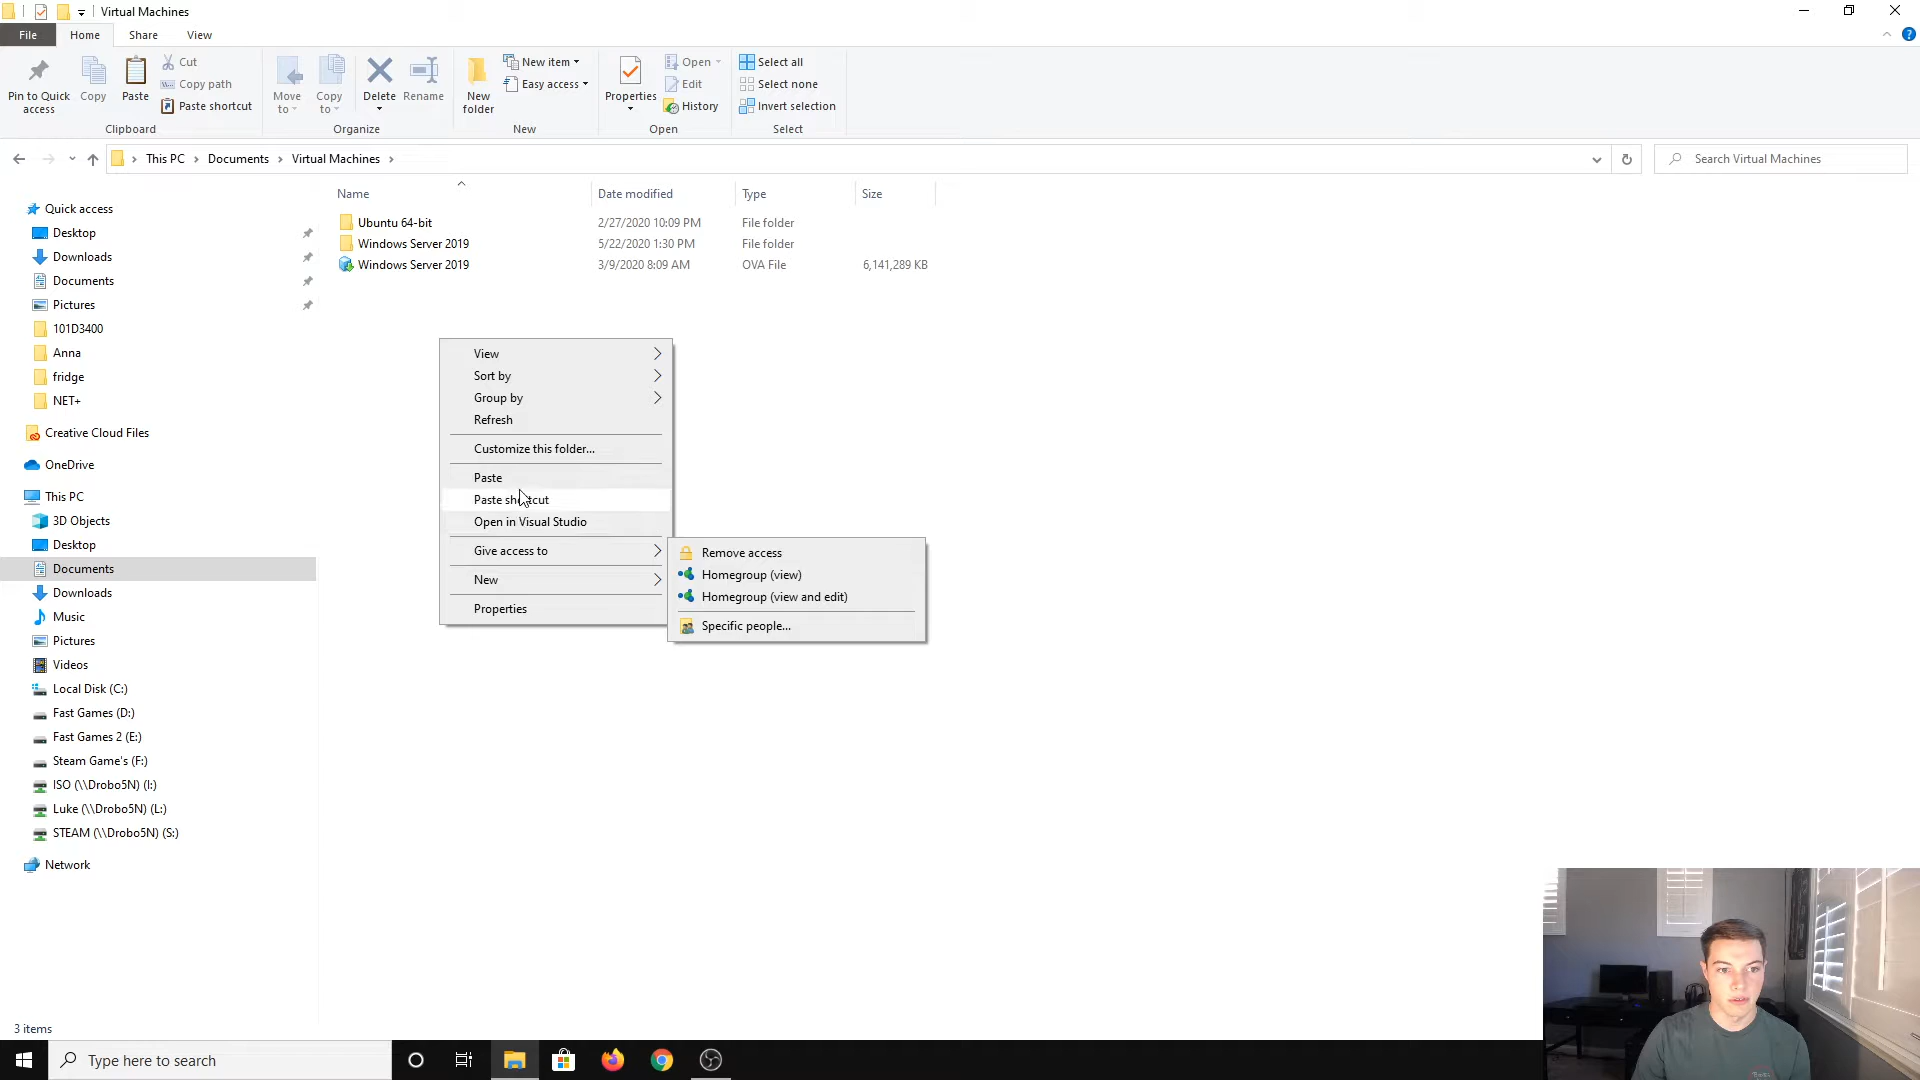 Virtual Machines
File Home Share View
Pin to Quick access
Copy
Paste
Cut
Copy path
Paste shortcut
Clipboard
Move to
Copy to
Delete
Rename
Organize
New folder
New item
Easy access
New
Properties
Open
Edit
History
Open
Select all
Select none
Invert selection
Select
This PC Documents Virtual Machines
Search Virtual Machines
Name Date modified Type Size
Ubuntu 64-bit 2/27/2020 10:09 PM File folder
Windows Server 2019 5/22/2020 1:30 PM File folder
Windows Server 2019 3/9/2020 8:09 AM OVA File 6,141,289 KB
Quick access
Desktop
Downloads
Documents
Pictures
101D3400
Anna
fridge
NET+
Creative Cloud Files
OneDrive
This PC
3D Objects
Desktop
Documents
Downloads
Music
Pictures
Videos
Local Disk (C:)
Fast Games (D:)
Fast Games 2 (E:)
Steam Game's (F:)
ISO (\\Drobo5N) (I:)
Luke (\\Drobo5N) (L:)
STEAM (\\Drobo5N) (S:)
Network
View
Sort by
Group by
Refresh
Customize this folder...
Paste
Paste shortcut
Open in Visual Studio
Give access to
New
Properties
Remove access
Homegroup (view)
Homegroup (view and edit)
Specific people...
3 items
Type here to search